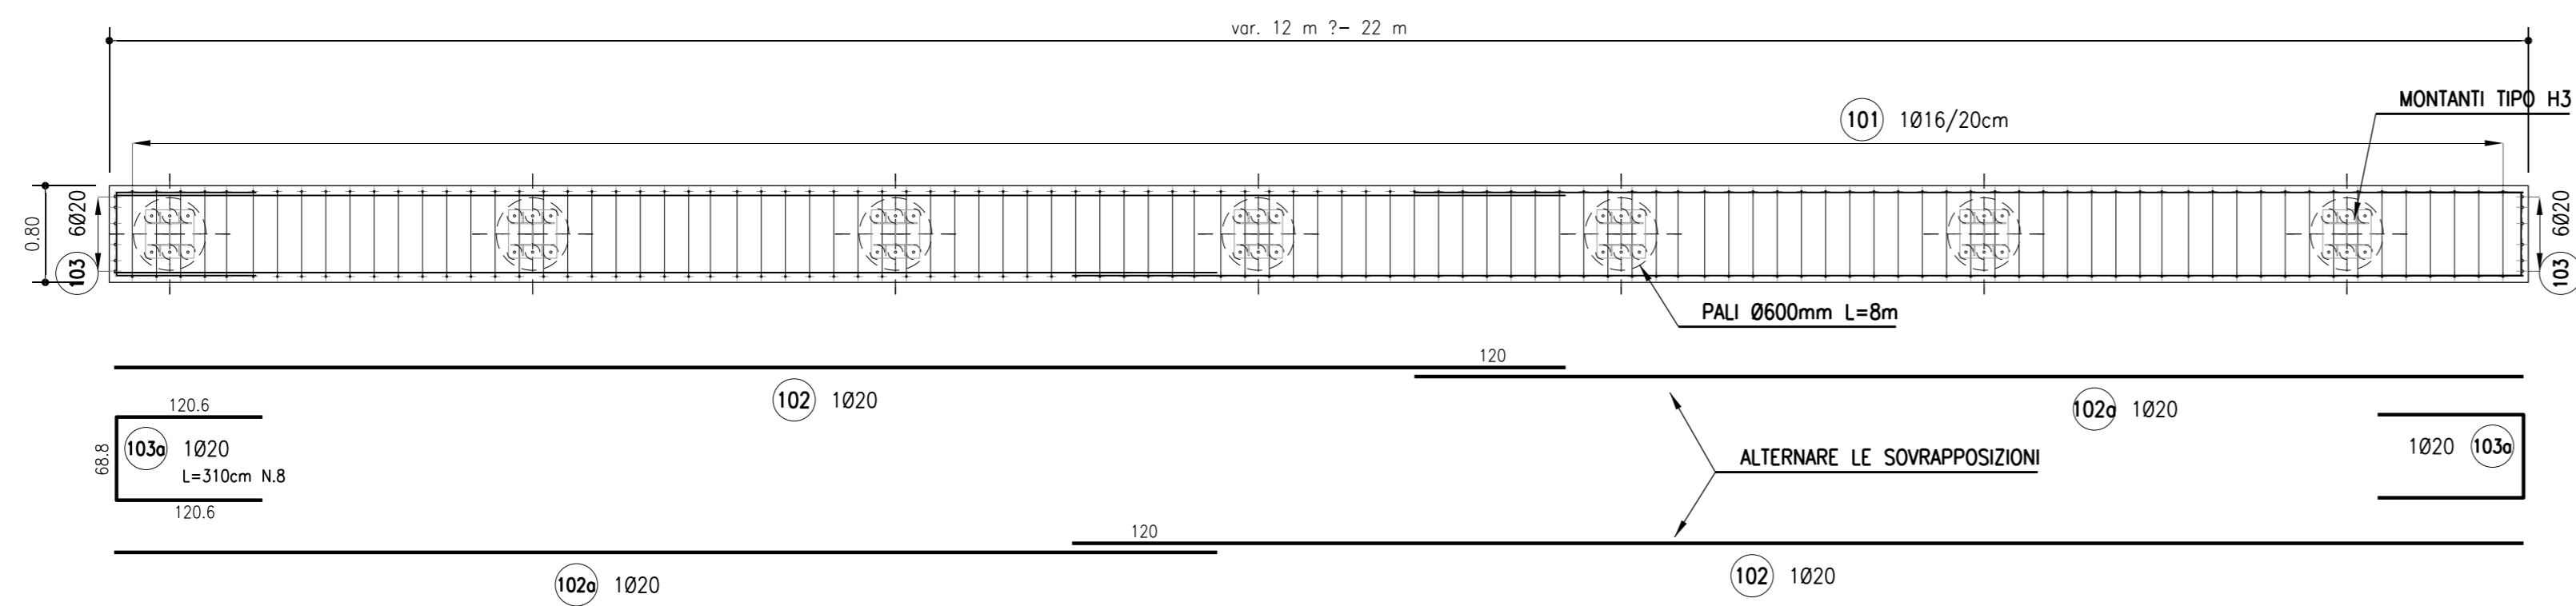 var. 12 m ?– 22 m
MONTANTI TIPO H3
101 1Ø16/20cm
0.80
6Ø20
103
6Ø20
103
PALI Ø600mm L=8m
120
102 1Ø20
102a 1Ø20
120.6
68.8
103a 1Ø20
L=310cm N.8
120.6
1Ø20 103a
ALTERNARE LE SOVRAPPOSIZIONI
120
102a 1Ø20
102 1Ø20